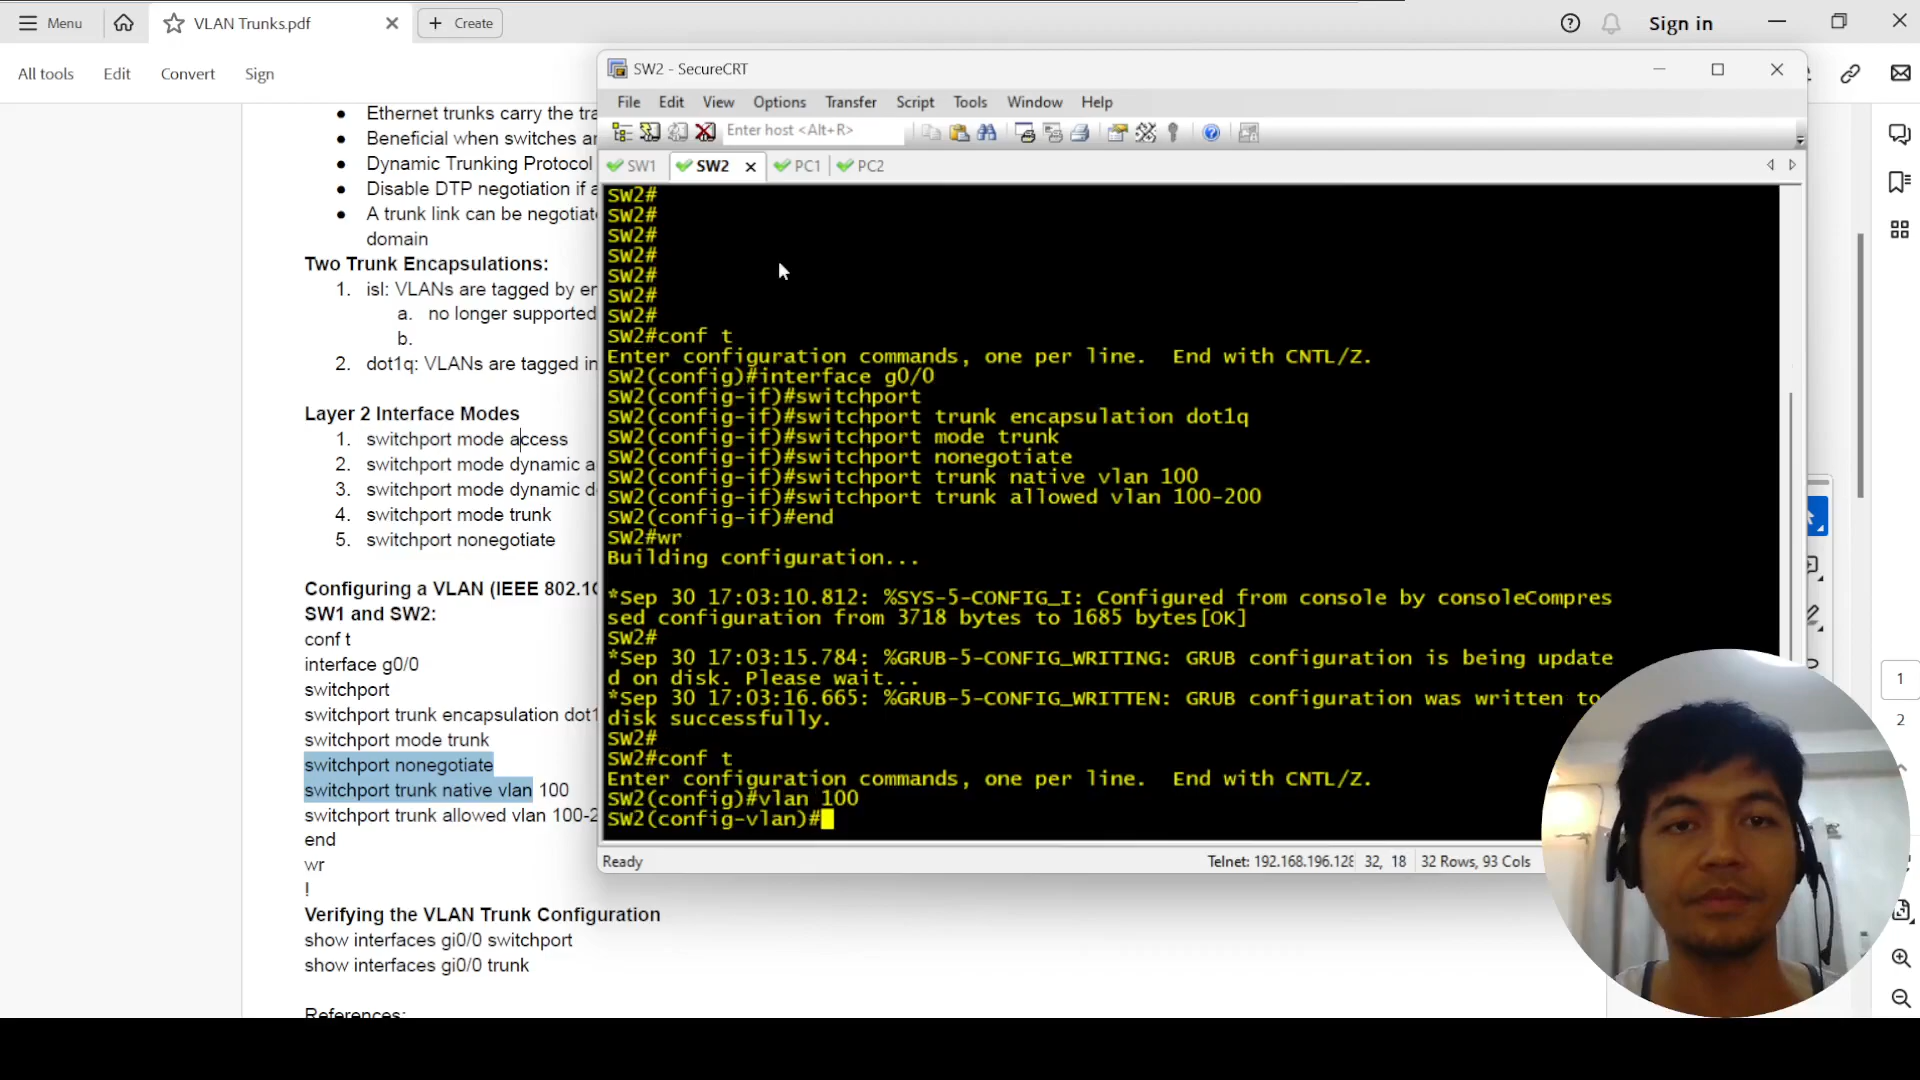 Menu
VLAN Trunks.pdf
Create
Sign in
All tools
Edit
Convert
Sign
Ethernet trunks carry the tra
Beneficial when switches a
Dynamic Trunking Protocol
Disable DTP negotiation if a
A trunk link can be negotiate
domain
Two Trunk Encapsulations:
1. isl: VLANs are tagged by en
a. no longer supported
b.
2. dot1q: VLANs are tagged in
Layer 2 Interface Modes
1. switchport mode access
2. switchport mode dynamic a
3. switchport mode dynamic d
4. switchport mode trunk
5. switchport nonegotiate
Configuring a VLAN (IEEE 802.1Q
SW1 and SW2:
conf t
interface g0/0
switchport
switchport trunk encapsulation dot1
switchport mode trunk
switchport nonegotiate
switchport trunk native vlan 100
switchport trunk allowed vlan 100-2
end
wr
!
Verifying the VLAN Trunk Configuration
show interfaces gi0/0 switchport
show interfaces gi0/0 trunk
References:
SW2 - SecureCRT
File Edit View Options Transfer Script Tools Window Help
Enter host <Alt+R>
SW1
SW2
PC1
PC2
SW2#
SW2#
SW2#
SW2#
SW2#
SW2#
SW2#
SW2#conf t
Enter configuration commands, one per line.  End with CNTL/Z.
SW2(config)#interface g0/0
SW2(config-if)#switchport
SW2(config-if)#switchport trunk encapsulation dot1q
SW2(config-if)#switchport mode trunk
SW2(config-if)#switchport nonegotiate
SW2(config-if)#switchport trunk native vlan 100
SW2(config-if)#switchport trunk allowed vlan 100-200
SW2(config-if)#end
SW2#wr
Building configuration...
*Sep 30 17:03:10.812: %SYS-5-CONFIG_I: Configured from console by consoleCompres
sed configuration from 3718 bytes to 1685 bytes[OK]
SW2#
*Sep 30 17:03:15.784: %GRUB-5-CONFIG_WRITING: GRUB configuration is being update
d on disk. Please wait...
*Sep 30 17:03:16.665: %GRUB-5-CONFIG_WRITTEN: GRUB configuration was written to
disk successfully.
SW2#
SW2#conf t
Enter configuration commands, one per line.  End with CNTL/Z.
SW2(config)#vlan 100
SW2(config-vlan)#
Ready
Telnet: 192.168.196.128
32, 18
32 Rows, 93 Cols
1
2